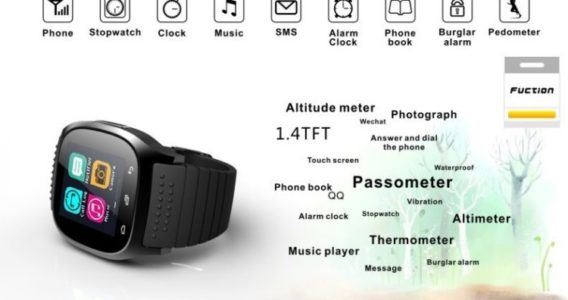 Phone Stopwatch Clock Music SMS Alarm Clock Phone book Burglar alarm Pedometer
Fuction
Altitude meter
Photograph
Wechat
1.4TFT
Answer and dial
the phone
Touch screen
Waterproof
Phone book
QQ
Passometer
Vibration
Alarm clock
Stopwatch
Altimeter
Thermometer
Music player
Burglar alarm
Message